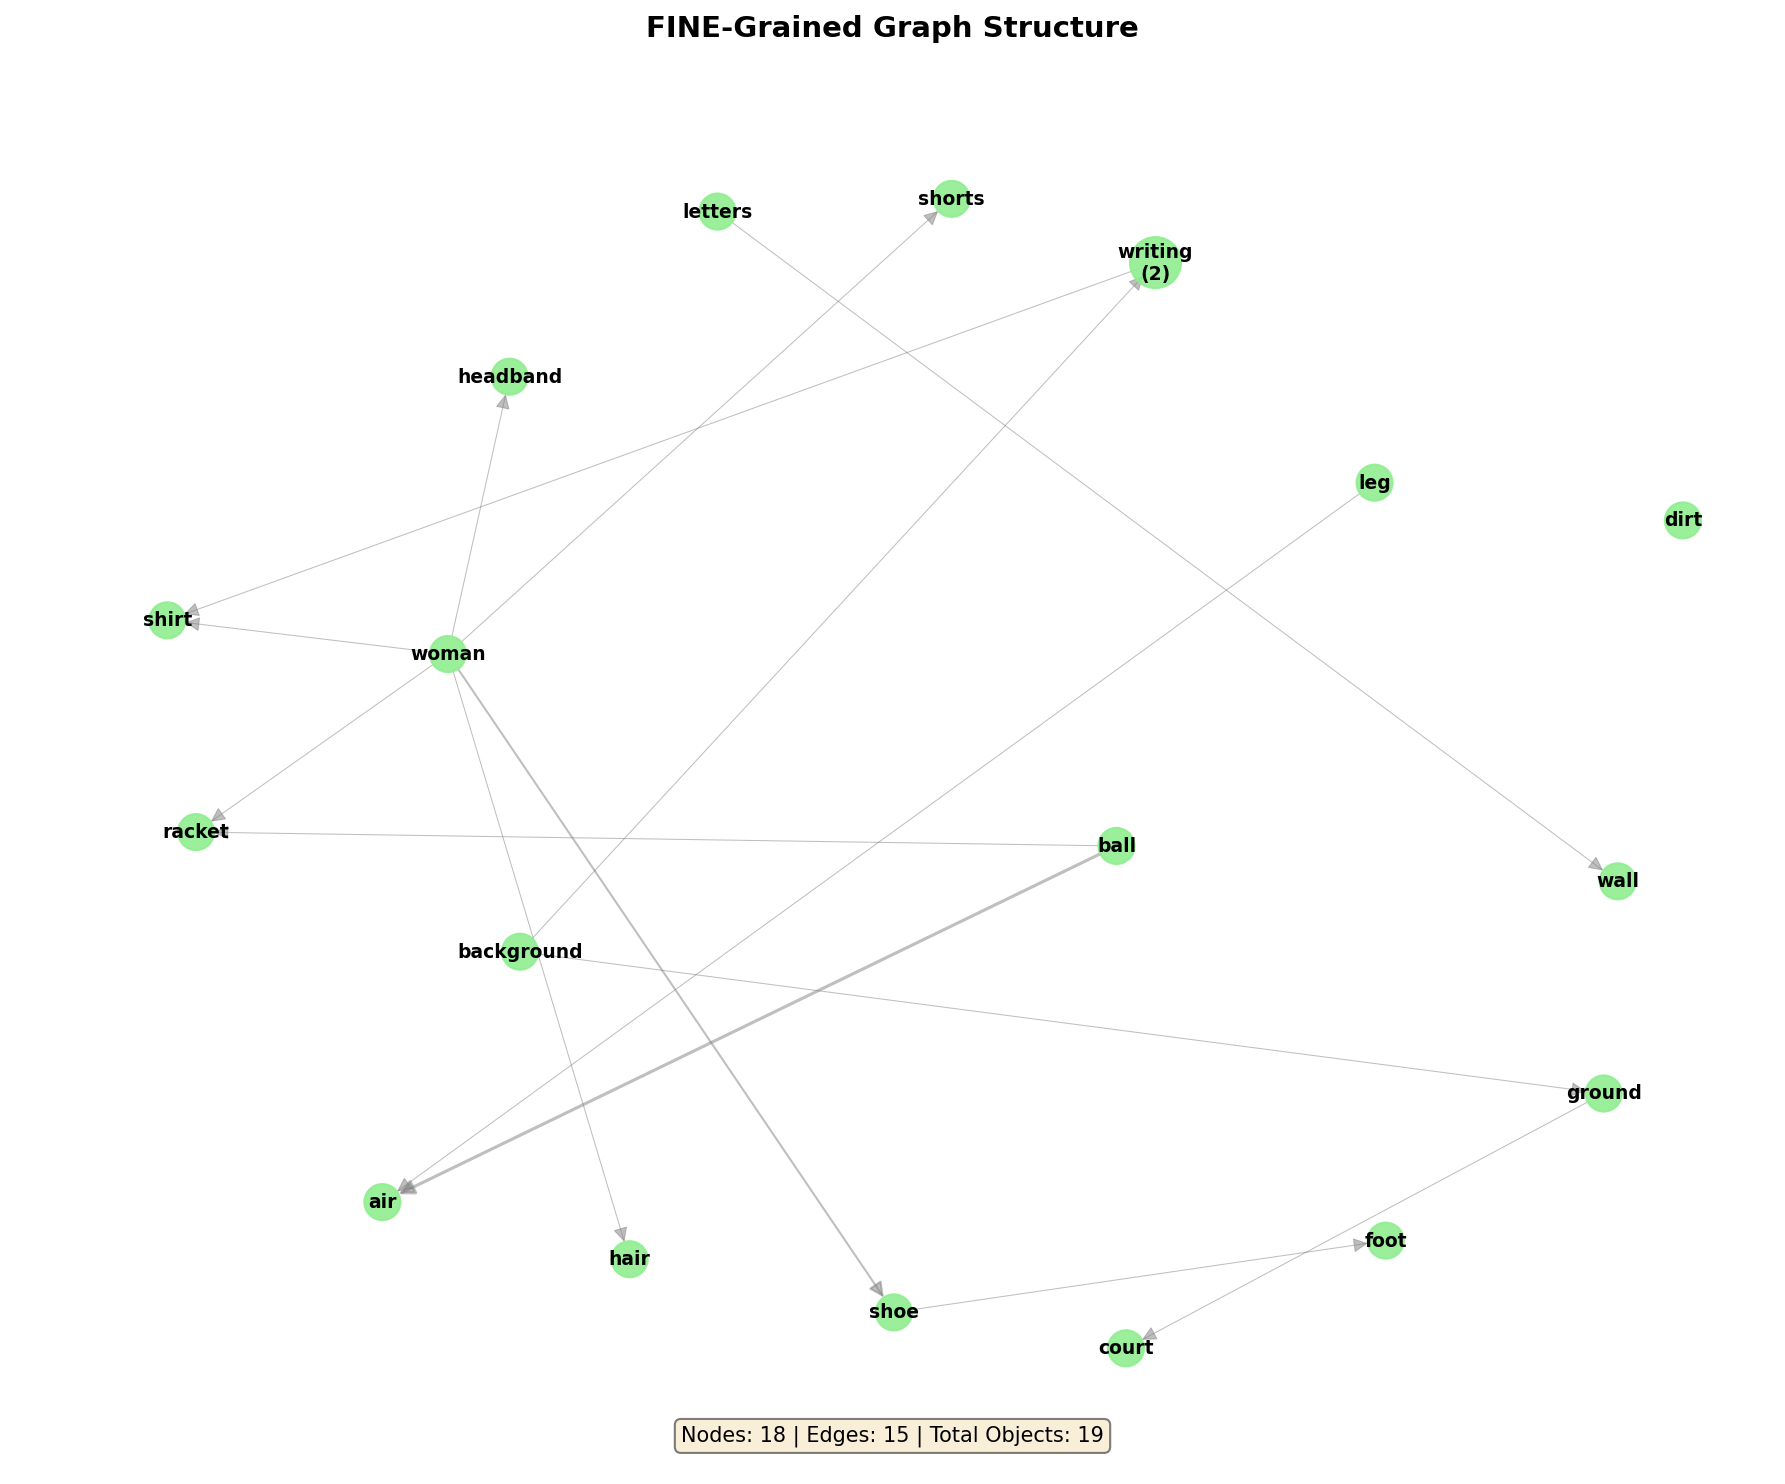 FINE-Grained Graph Structure
shorts
letters
writing
(2)
headband
leg
dirt
shirt
woman
racket
ball
wall
background
ground
air
foot
hair
shoe
court
Nodes: 18 | Edges: 15 | Total Objects: 19